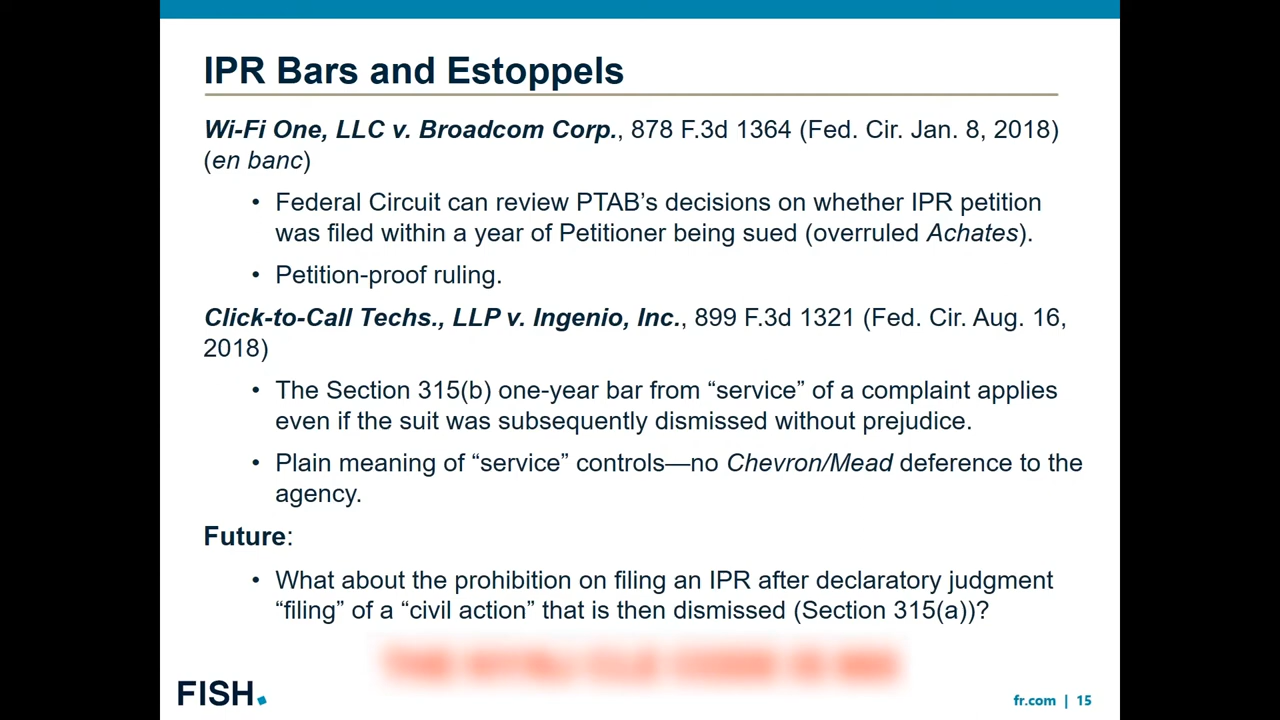 IPR Bars and Estoppels
Wi-Fi One, LLC v. Broadcom Corp., 878 F.3d 1364 (Fed. Cir. Jan. 8, 2018)
(en banc)
• Federal Circuit can review PTAB’s decisions on whether IPR petition
was filed within a year of Petitioner being sued (overruled Achates).
• Petition-proof ruling.
Click-to-Call Techs., LLP v. Ingenio, Inc., 899 F.3d 1321 (Fed. Cir. Aug. 16,
2018)
• The Section 315(b) one-year bar from “service” of a complaint applies
even if the suit was subsequently dismissed without prejudice.
• Plain meaning of “service” controls—no Chevron/Mead deference to the
agency.
Future:
• What about the prohibition on filing an IPR after declaratory judgment
“filing” of a “civil action” that is then dismissed (Section 315(a))?
FISH.
fr.com | 15